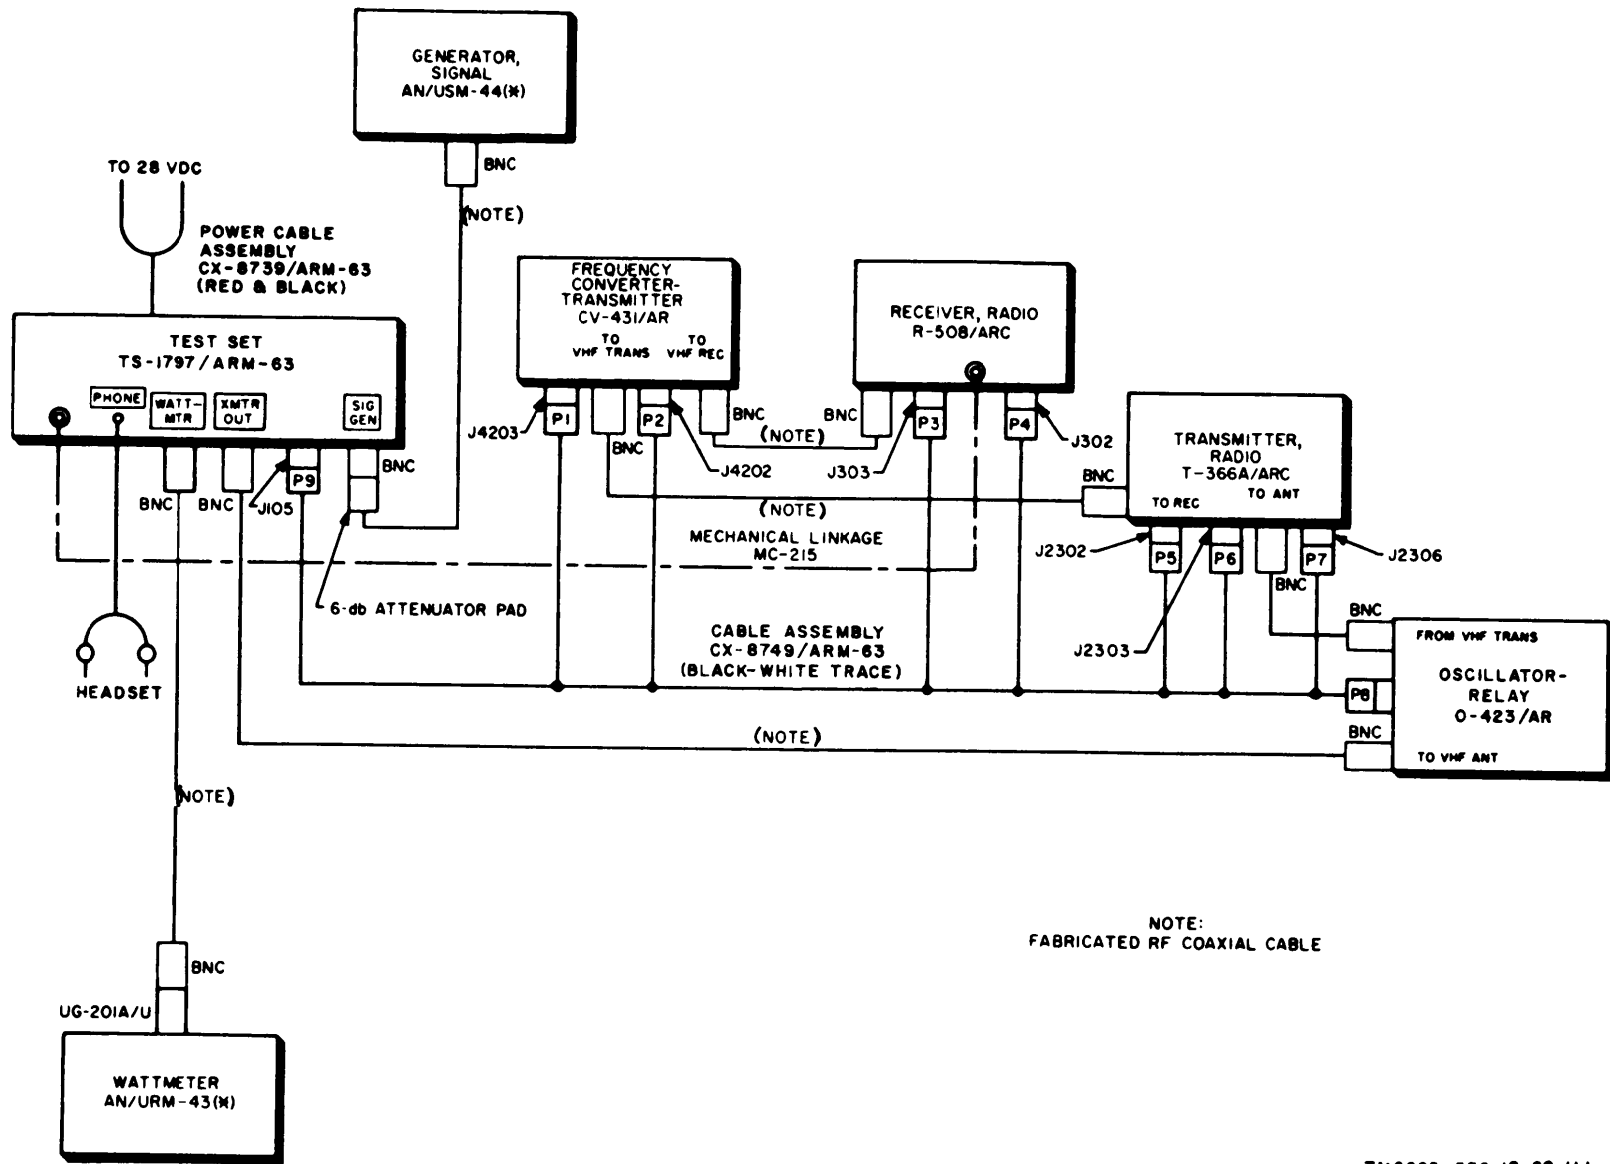 GENERATOR,
SIGNAL
AN/USM-44(*)
BNC
(NOTE)
TO 28 VDC
POWER CABLE
ASSEMBLY
CX-8739/ARM-63
(RED & BLACK)
TEST SET
TS-1797/ARM-63
PHONE
WATT-
MTR
XMTR
OUT
SIG
GEN
BNC
BNC
J105
P9
BNC
6-db ATTENUATOR PAD
HEADSET
FREQUENCY
CONVERTER-
TRANSMITTER
CV-431/AR
TO
VHF TRANS
TO
VHF REC
J4203
P1
BNC
P2
J4202
BNC
(NOTE)
RECEIVER, RADIO
R-508/ARC
BNC
P3
P4
J303
J302
TRANSMITTER,
RADIO
T-366A/ARC
TO REC
TO ANT
BNC
(NOTE)
MECHANICAL LINKAGE
MC-215
J2302
P5
P6
BNC
P7
J2306
J2303
CABLE ASSEMBLY
CX-8749/ARM-63
(BLACK-WHITE TRACE)
BNC
FROM VHF TRANS
OSCILLATOR-
RELAY
O-423/AR
P8
BNC
TO VHF ANT
(NOTE)
(NOTE)
BNC
UG-201A/U
WATTMETER
AN/URM-43(*)
NOTE:
FABRICATED RF COAXIAL CABLE